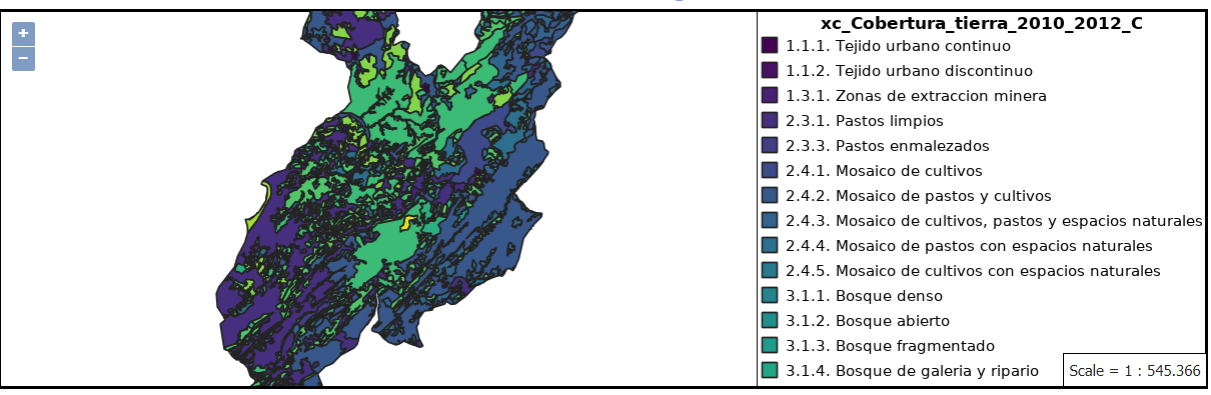 +
−
xc_Cobertura_tierra_2010_2012_C
1.1.1. Tejido urbano continuo
1.1.2. Tejido urbano discontinuo
1.3.1. Zonas de extraccion minera
2.3.1. Pastos limpios
2.3.3. Pastos enmalezados
2.4.1. Mosaico de cultivos
2.4.2. Mosaico de pastos y cultivos
2.4.3. Mosaico de cultivos, pastos y espacios naturales
2.4.4. Mosaico de pastos con espacios naturales
2.4.5. Mosaico de cultivos con espacios naturales
3.1.1. Bosque denso
3.1.2. Bosque abierto
3.1.3. Bosque fragmentado
3.1.4. Bosque de galeria y ripario
Scale = 1 : 545.366